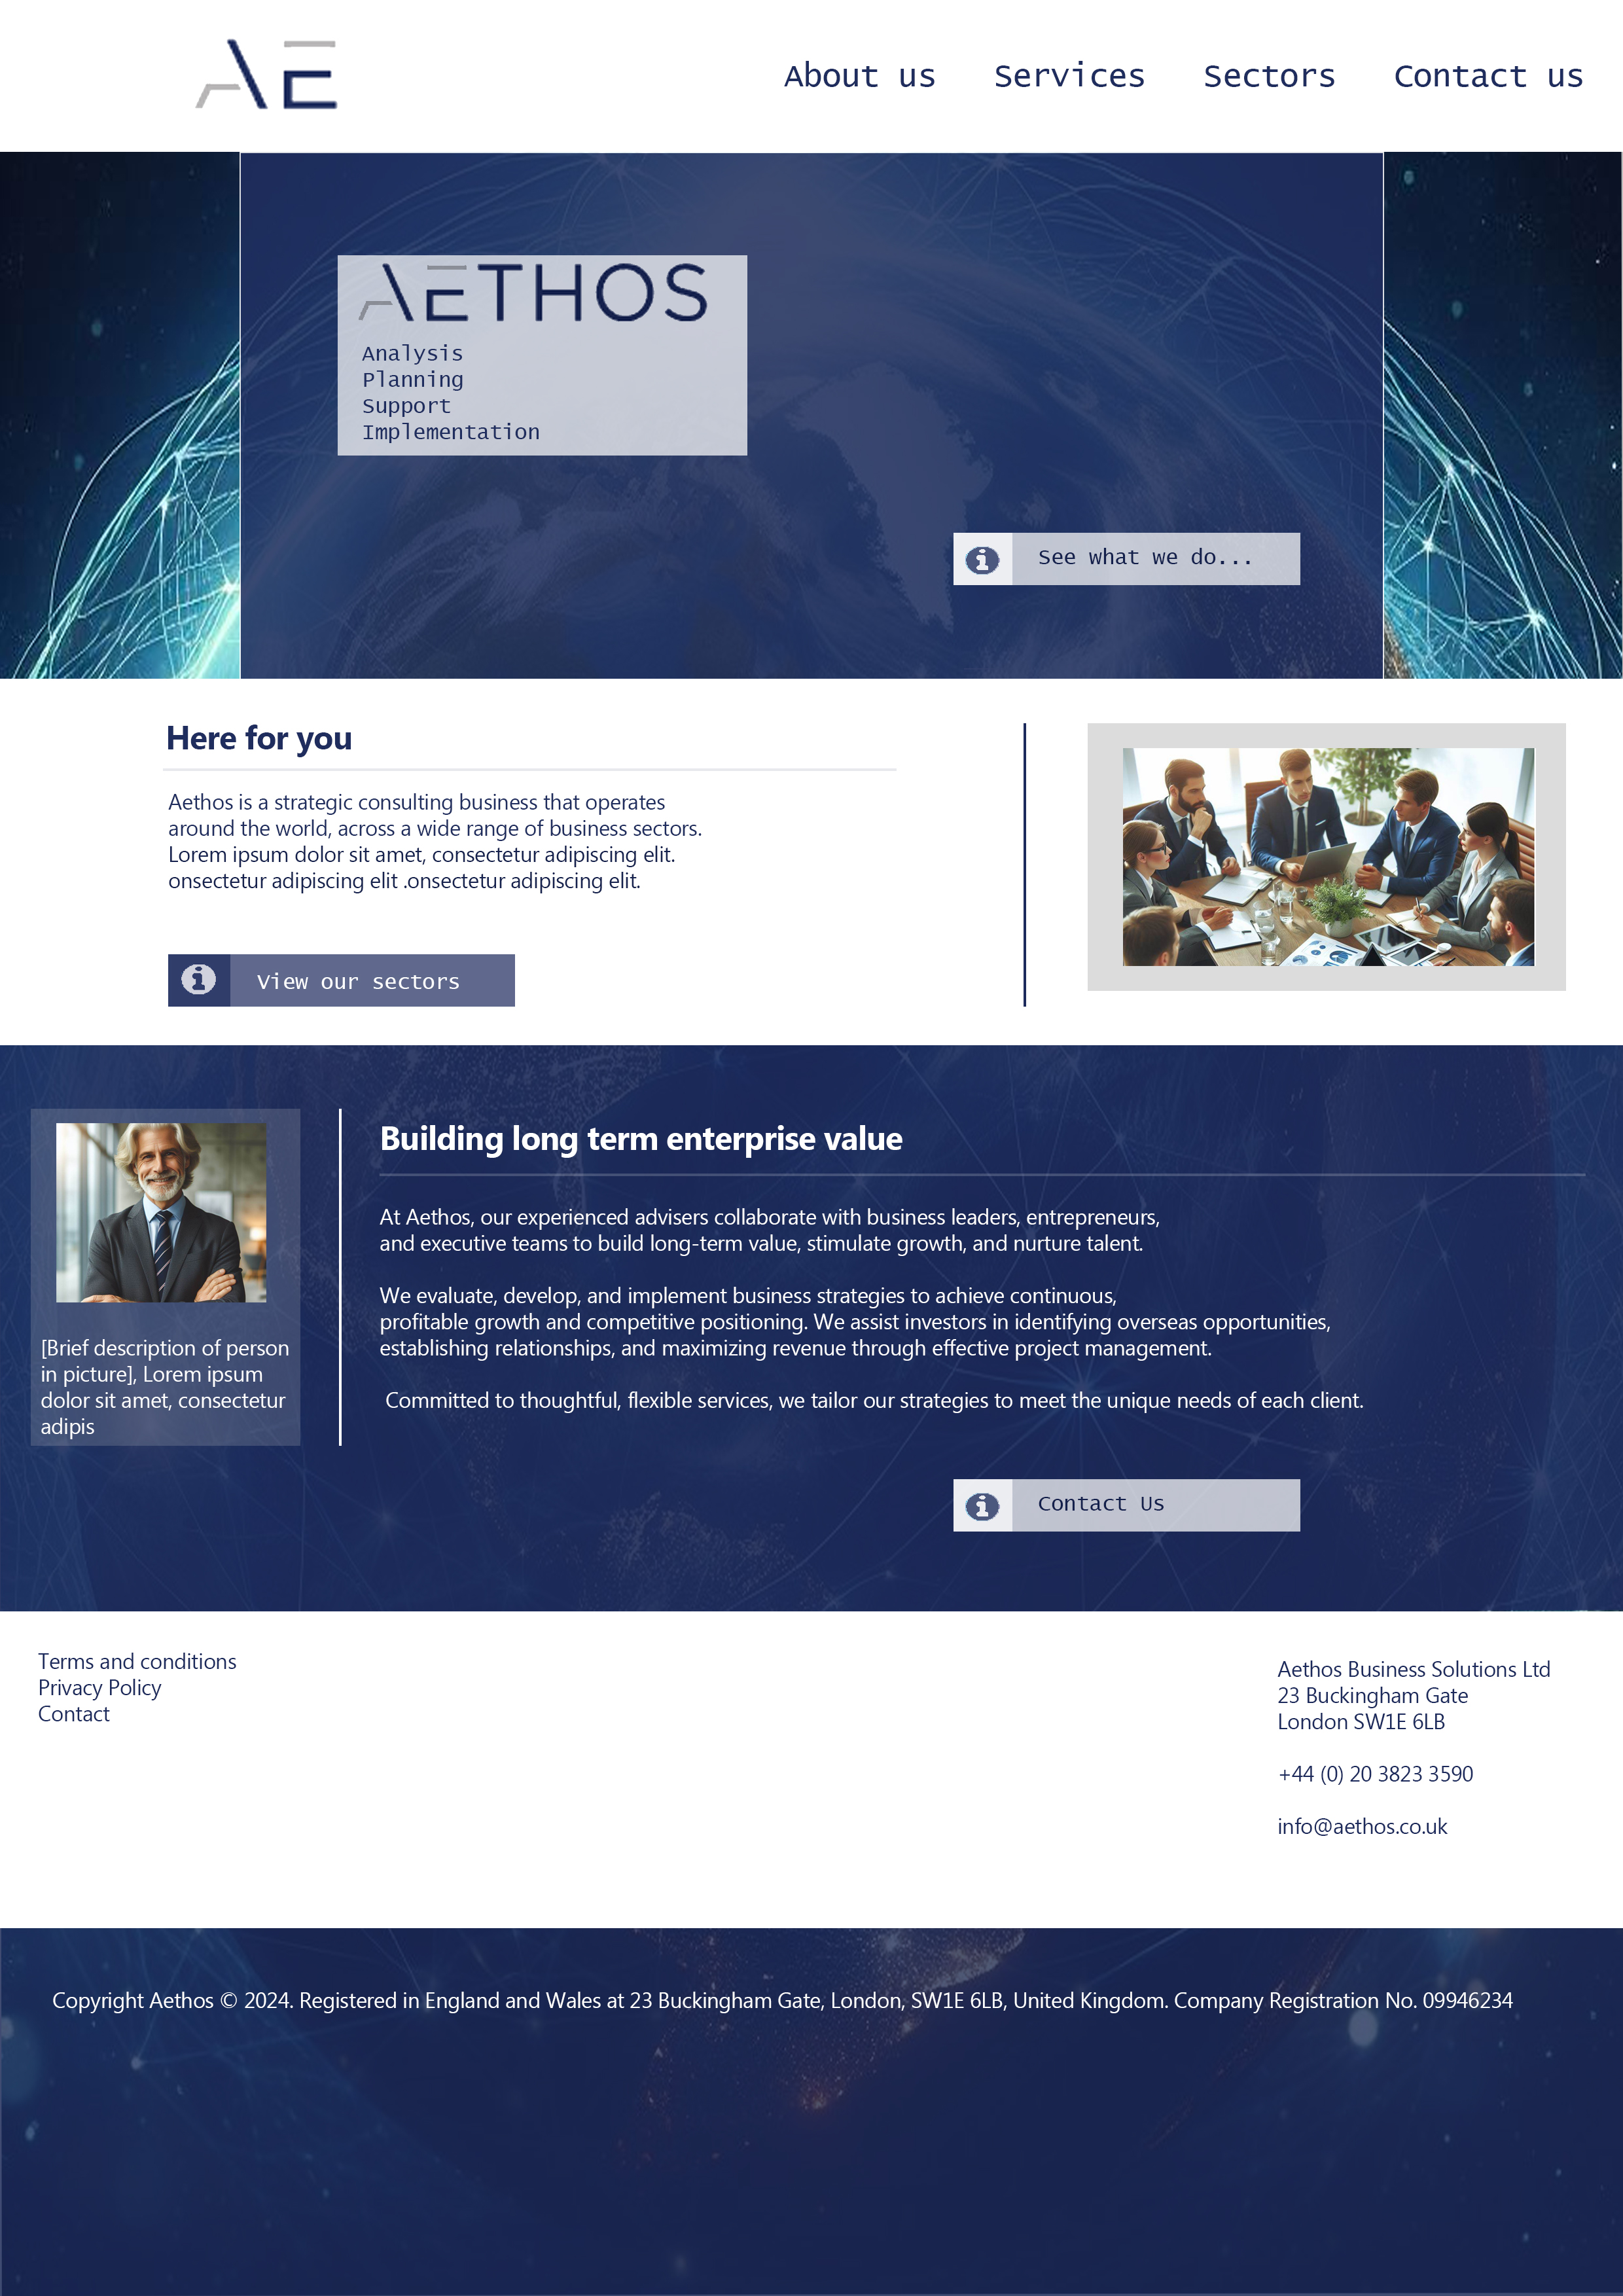 AE
About us
Services
Sectors
Contact us
AETHOS
Analysis
Planning
Support
Implementation
See what we do...
Here for you
Aethos is a strategic consulting business that operates
around the world, across a wide range of business sectors.
Lorem ipsum dolor sit amet, consectetur adipiscing elit.
onsectetur adipiscing elit .onsectetur adipiscing elit.
View our sectors
Building long term enterprise value
At Aethos, our experienced advisers collaborate with business leaders, entrepreneurs,
and executive teams to build long-term value, stimulate growth, and nurture talent.
We evaluate, develop, and implement business strategies to achieve continuous,
profitable growth and competitive positioning. We assist investors in identifying overseas opportunities,
establishing relationships, and maximizing revenue through effective project management.
Committed to thoughtful, flexible services, we tailor our strategies to meet the unique needs of each client.
[Brief description of person
in picture], Lorem ipsum
dolor sit amet, consectetur
adipis
Contact Us
Terms and conditions
Privacy Policy
Contact
Aethos Business Solutions Ltd
23 Buckingham Gate
London SW1E 6LB
+44 (0) 20 3823 3590
info@aethos.co.uk
Copyright Aethos © 2024. Registered in England and Wales at 23 Buckingham Gate, London, SW1E 6LB, United Kingdom. Company Registration No. 09946234